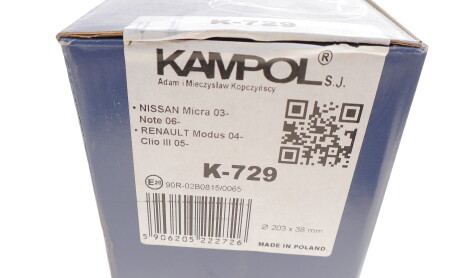 K-729
KAMPOL® S.J.
Adam i Mieczysław Kopczyńscy
• NISSAN Micra 03-
Note 06-
• RENAULT Modus 04-
Clio III 05-
K-729
90R-02B0815/0065
Ø 203 x 38 mm
5 906205 222726
MADE IN POLAND